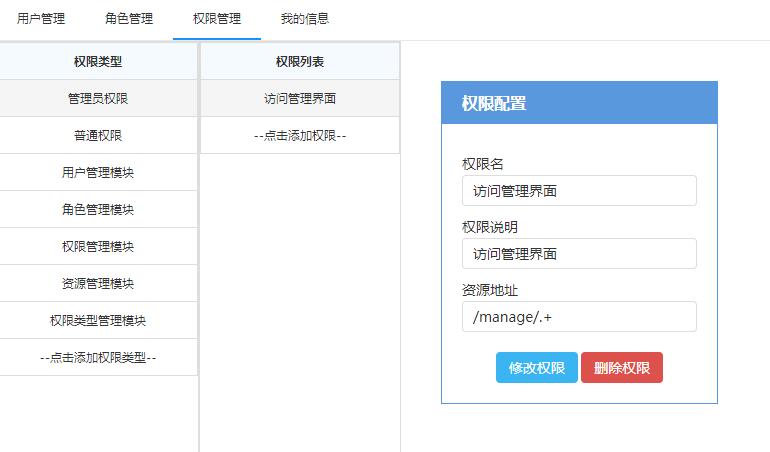 用户管理 角色管理 权限管理 我的信息
权限类型
管理员权限
普通权限
用户管理模块
角色管理模块
权限管理模块
资源管理模块
权限类型管理模块
--点击添加权限类型--
权限列表
访问管理界面
--点击添加权限--
权限配置
权限名
访问管理界面
权限说明
访问管理界面
资源地址
/manage/.+
修改权限 删除权限